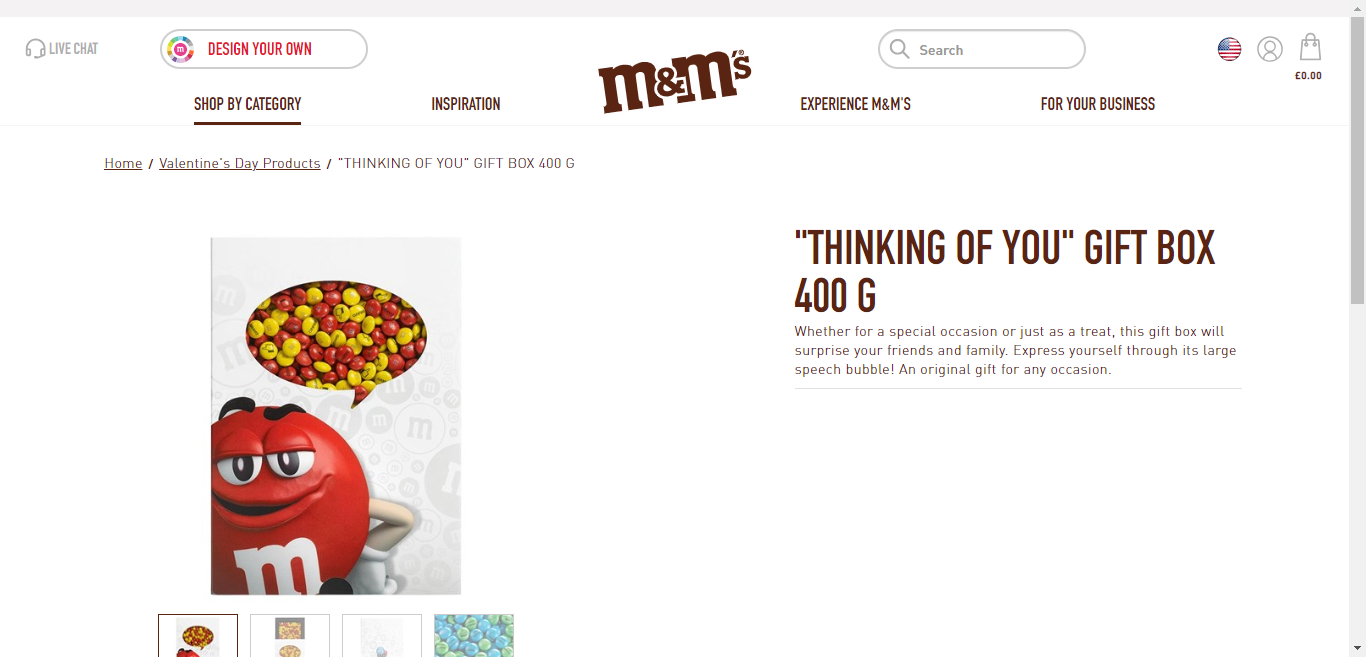 LIVE CHAT
DESIGN YOUR OWN
Search
£0.00
SHOP BY CATEGORY
INSPIRATION
m&m's®
EXPERIENCE M&M'S
FOR YOUR BUSINESS
Home / Valentine's Day Products / "THINKING OF YOU" GIFT BOX 400 G
"THINKING OF YOU" GIFT BOX
400 G
Whether for a special occasion or just as a treat, this gift box will
surprise your friends and family. Express yourself through its large
speech bubble! An original gift for any occasion.
m